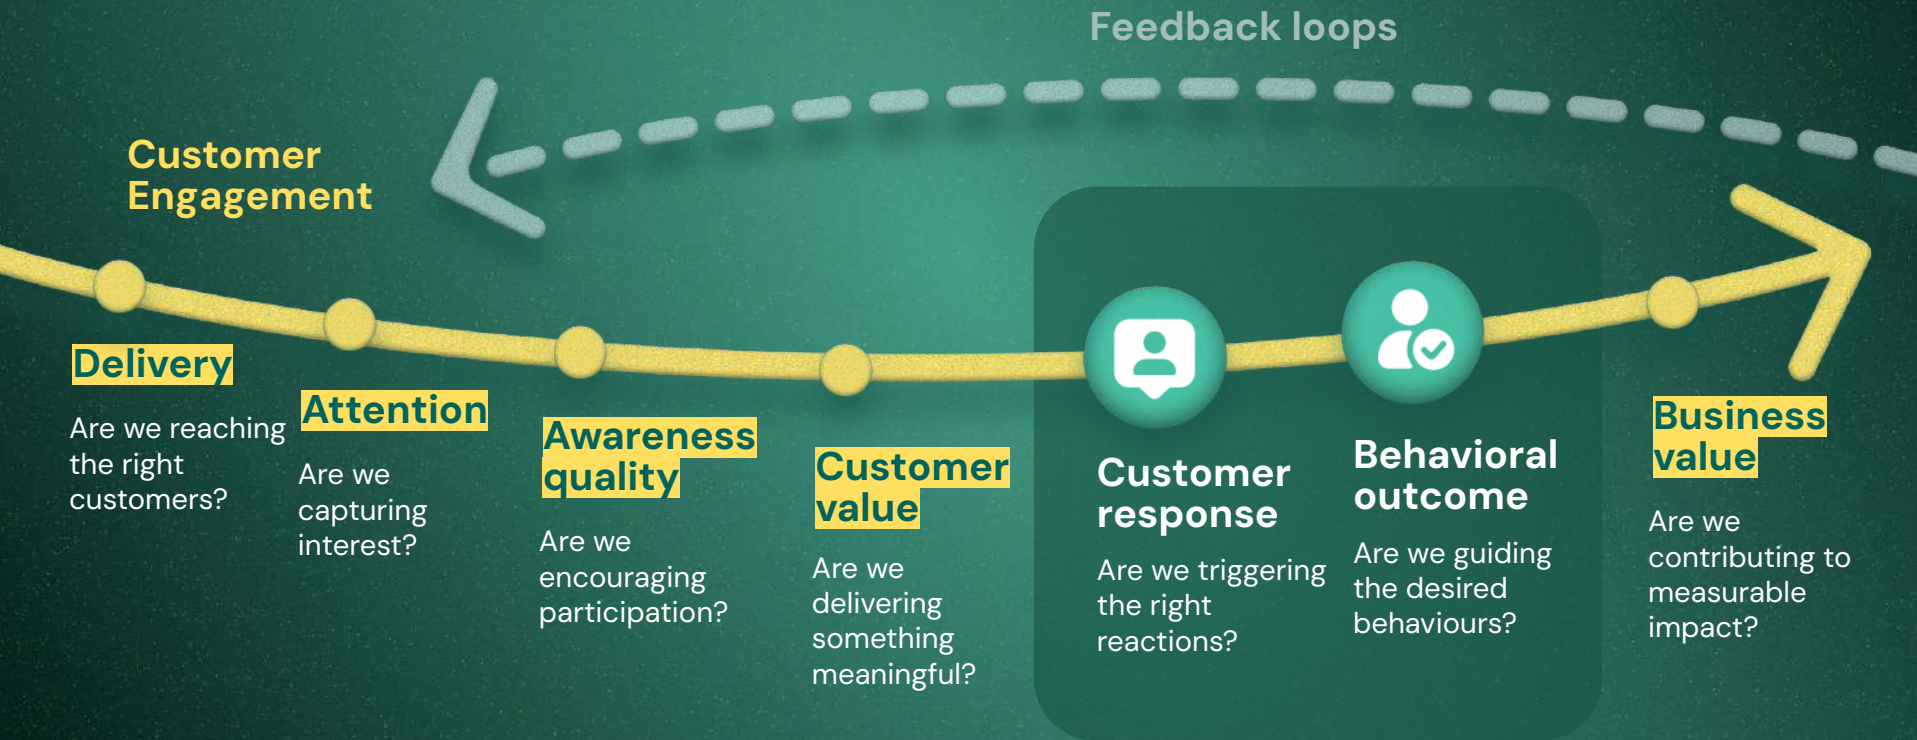 Feedback loops
Customer
Engagement
Delivery
Are we reaching
the right
customers?
Attention
Are we
capturing
interest?
Awareness
quality
Are we
encouraging
participation?
Customer
value
Are we
delivering
something
meaningful?
Customer
response
Are we triggering
the right
reactions?
Behavioral
outcome
Are we guiding
the desired
behaviours?
Business
value
Are we
contributing to
measurable
impact?